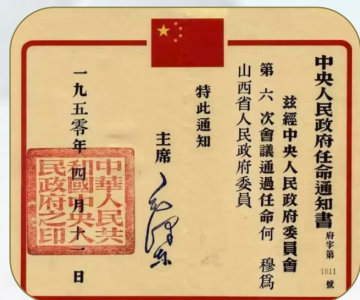 中央人民政府任命通知書 府字第 1011 號
茲經中央人民政府委員會
第六次會議通過任命何 穆爲
山西省人民政府委員
特此通知
主席 毛澤东
一九五零年四月十一日
中華人民共
和國中央人
民政府之印